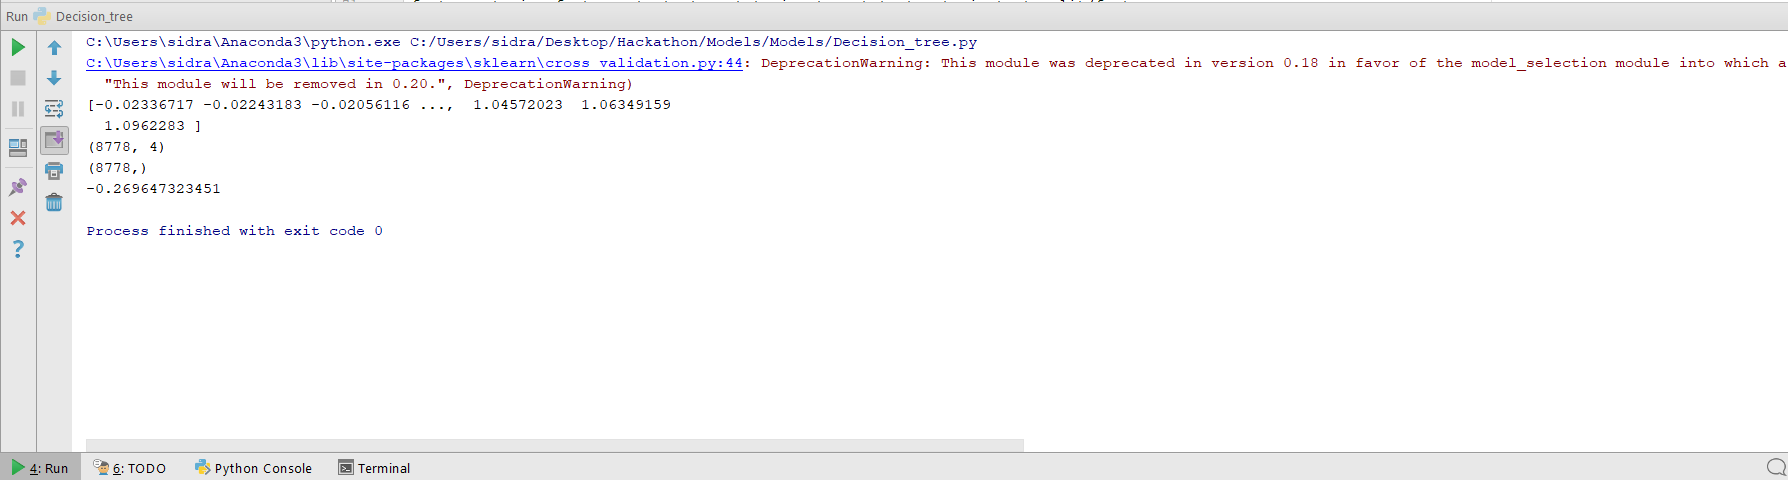 Run Decision_tree
C:\Users\sidra\Anaconda3\python.exe C:/Users/sidra/Desktop/Hackathon/Models/Models/Decision_tree.py
C:\Users\sidra\Anaconda3\lib\site-packages\sklearn\cross_validation.py:44: DeprecationWarning: This module was deprecated in version 0.18 in favor of the model_selection module into which a
"This module will be removed in 0.20.", DeprecationWarning)
[-0.02336717 -0.02243183 -0.02056116 ..., 1.04572023 1.06349159
1.0962283 ]
(8778, 4)
(8778,)
-0.269647323451
Process finished with exit code 0
4: Run 6: TODO Python Console Terminal